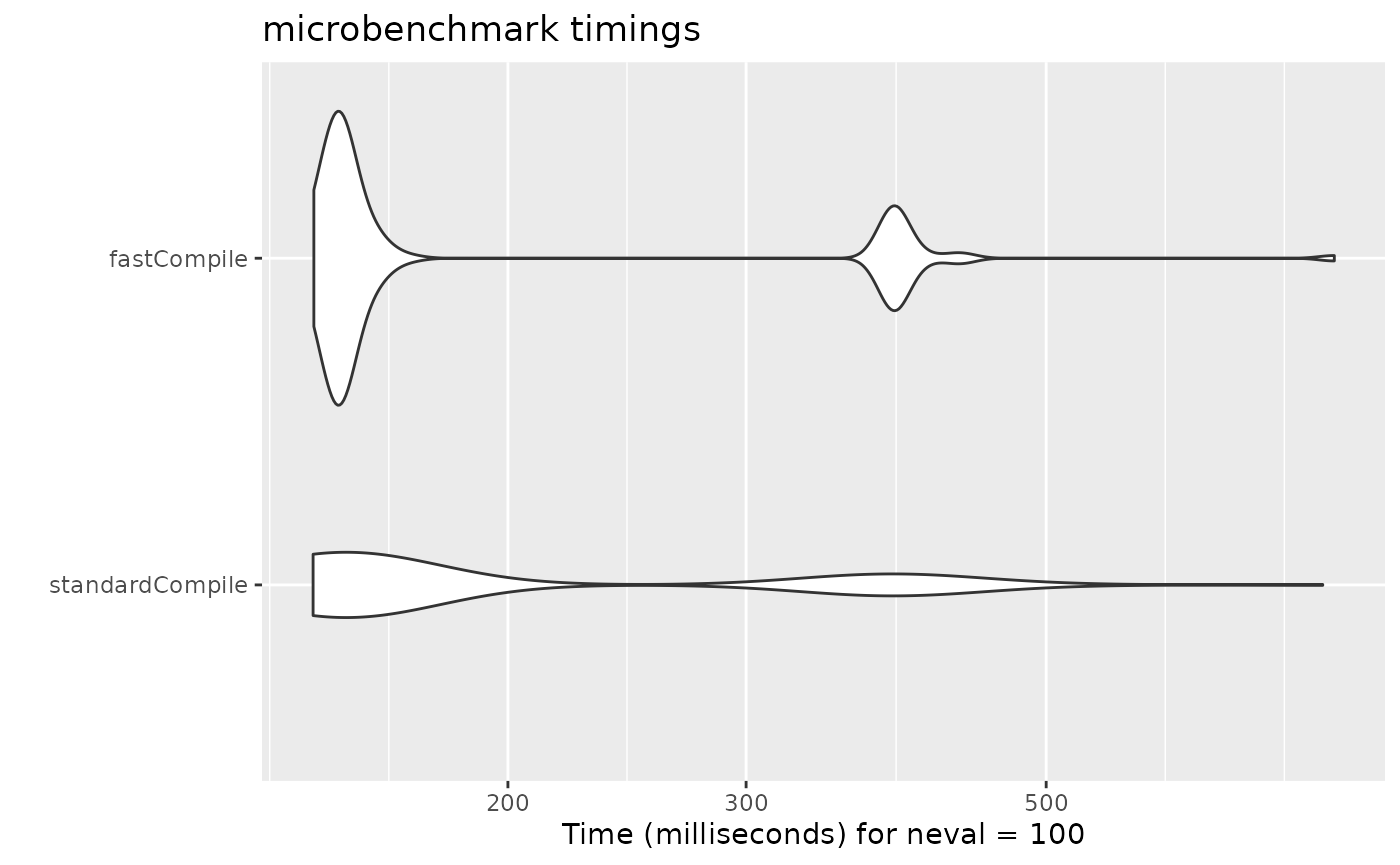 microbenchmark timings
fastCompile
standardCompile
200 300 500
Time (milliseconds) for neval = 100